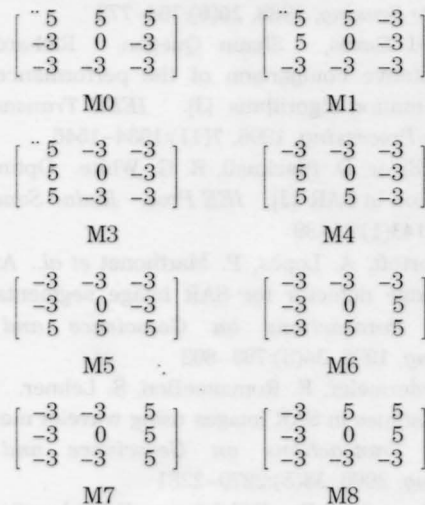 5 5 5 5 5 -3
-3 0 -3 5 0 -3
-3 -3 -3 -3 -3 -3
M0 M1
5 -3 -3 -3 -3 -3
5 0 -3 5 0 -3
5 -3 -3 5 5 -3
M3 M4
-3 -3 -3 -3 -3 -3
-3 0 -3 -3 0 5
5 5 5 -3 5 5
M5 M6
-3 -3 5 -3 5 5
-3 0 5 -3 0 5
-3 -3 5 -3 -3 -3
M7 M8